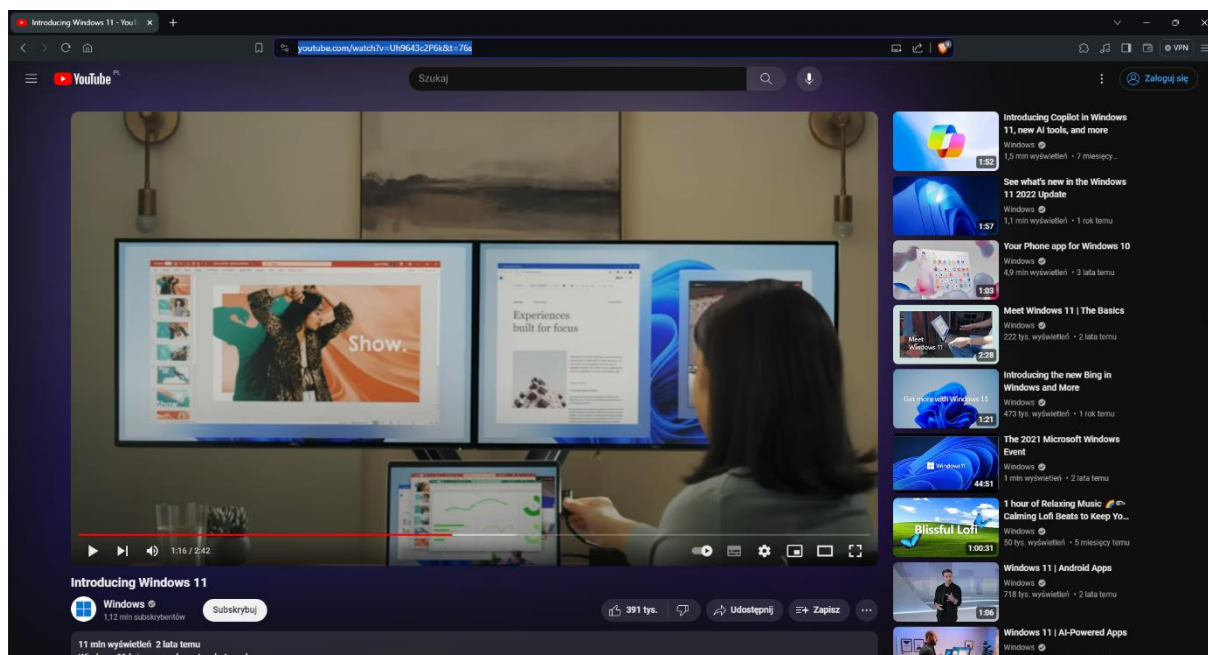 Introducing Windows 11 - YouT
youtube.com/watch?v=Uh9643c2P6k&t=76s
VPN
YouTube PL
Szukaj
Zaloguj się
Show.
Experiences
built for focus
1:16 / 2:42
Introducing Windows 11
Windows
1,12 mln subskrybentów
Subskrybuj
391 tys.
Udostępnij
Zapisz
11 mln wyświetleń 2 lata temu
1:52
Introducing Copilot in Windows
11, new AI tools, and more
Windows
1,5 mln wyświetleń • 7 miesięcy...
1:57
See what's new in the Windows
11 2022 Update
Windows
1,1 mln wyświetleń • 1 rok temu
1:03
Your Phone app for Windows 10
Windows
4,9 mln wyświetleń • 3 lata temu
Meet
Windows 11
2:28
Meet Windows 11 | The Basics
Windows
222 tys. wyświetleń • 2 lata temu
Get more with Windows 11
1:21
Introducing the new Bing in
Windows and More
Windows
473 tys. wyświetleń • 1 rok temu
Windows 11
44:51
The 2021 Microsoft Windows
Event
Windows
1 mln wyświetleń • 2 lata temu
Blissful Lofi
1:00:31
1 hour of Relaxing Music
Calming Lofi Beats to Keep Yo...
Windows
50 tys. wyświetleń • 5 miesięcy temu
1:06
Windows 11 | Android Apps
Windows
718 tys. wyświetleń • 2 lata temu
Windows 11 | AI-Powered Apps
Windows